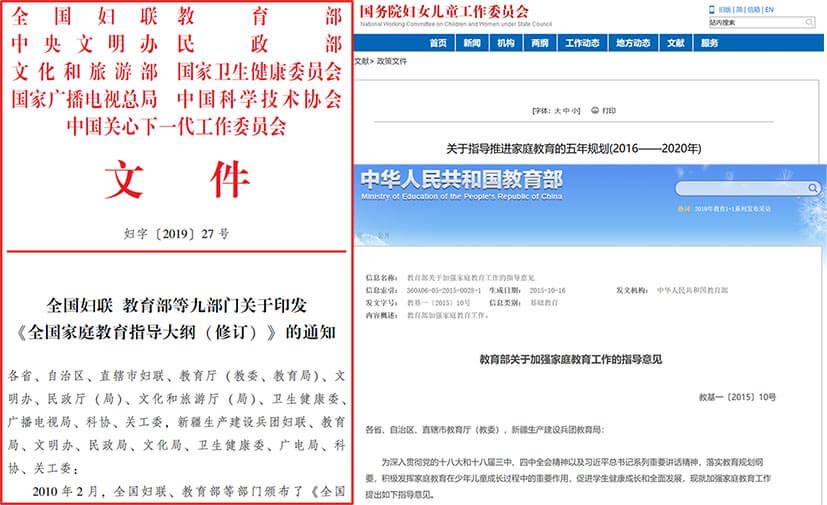 全国妇联 教育部
中央文明办 民政部
文化和旅游部 国家卫生健康委员会
国家广播电视总局 中国科学技术协会
中国关心下一代工作委员会
文件
妇字〔2019〕27号
全国妇联 教育部等九部门关于印发
《全国家庭教育指导大纲（修订）》的通知
各省、自治区、直辖市妇联、教育厅（教委、教育局）、文
明办、民政厅（局）、文化和旅游厅（局）、卫生健康委、
广播电视局、科协、关工委，新疆生产建设兵团妇联、教育
局、文明办、民政局、文化局、卫生健康委、广电局、科
协、关工委：
2010年2月，全国妇联、教育部等部门颁布了《全国
国务院妇女儿童工作委员会
National Working Committee on Children and Women under State Council
旧版 | 简 | 信箱 | EN
站内搜索
首页 新闻 机构 两纲 工作动态 地方动态 文献 服务
文献> 政策文件
[字体：大 中 小] 打印
关于指导推进家庭教育的五年规划(2016——2020年)
中华人民共和国教育部
Ministry of Education of the People's Republic of China
热词：2019年教育1+1系列发布采访
公开
信息名称： 教育部关于加强家庭教育工作的指导意见
信息索引： 360A06-05-2015-0028-1 生成日期： 2015-10-16 发文机构： 中华人民共和国教育部
发文字号： 教基一〔2015〕10号 信息类别： 基础教育
内容概述： 教育部加强家庭教育工作。
教育部关于加强家庭教育工作的指导意见
教基一〔2015〕10号
各省、自治区、直辖市教育厅（教委），新疆生产建设兵团教育局：
为深入贯彻党的十八大和十八届三中、四中全会精神以及习近平总书记系列重要讲话精神，落实教育规划纲
要，积极发挥家庭教育在少年儿童成长过程中的重要作用，促进学生健康成长和全面发展，现就加强家庭教育工作
提出如下指导意见。